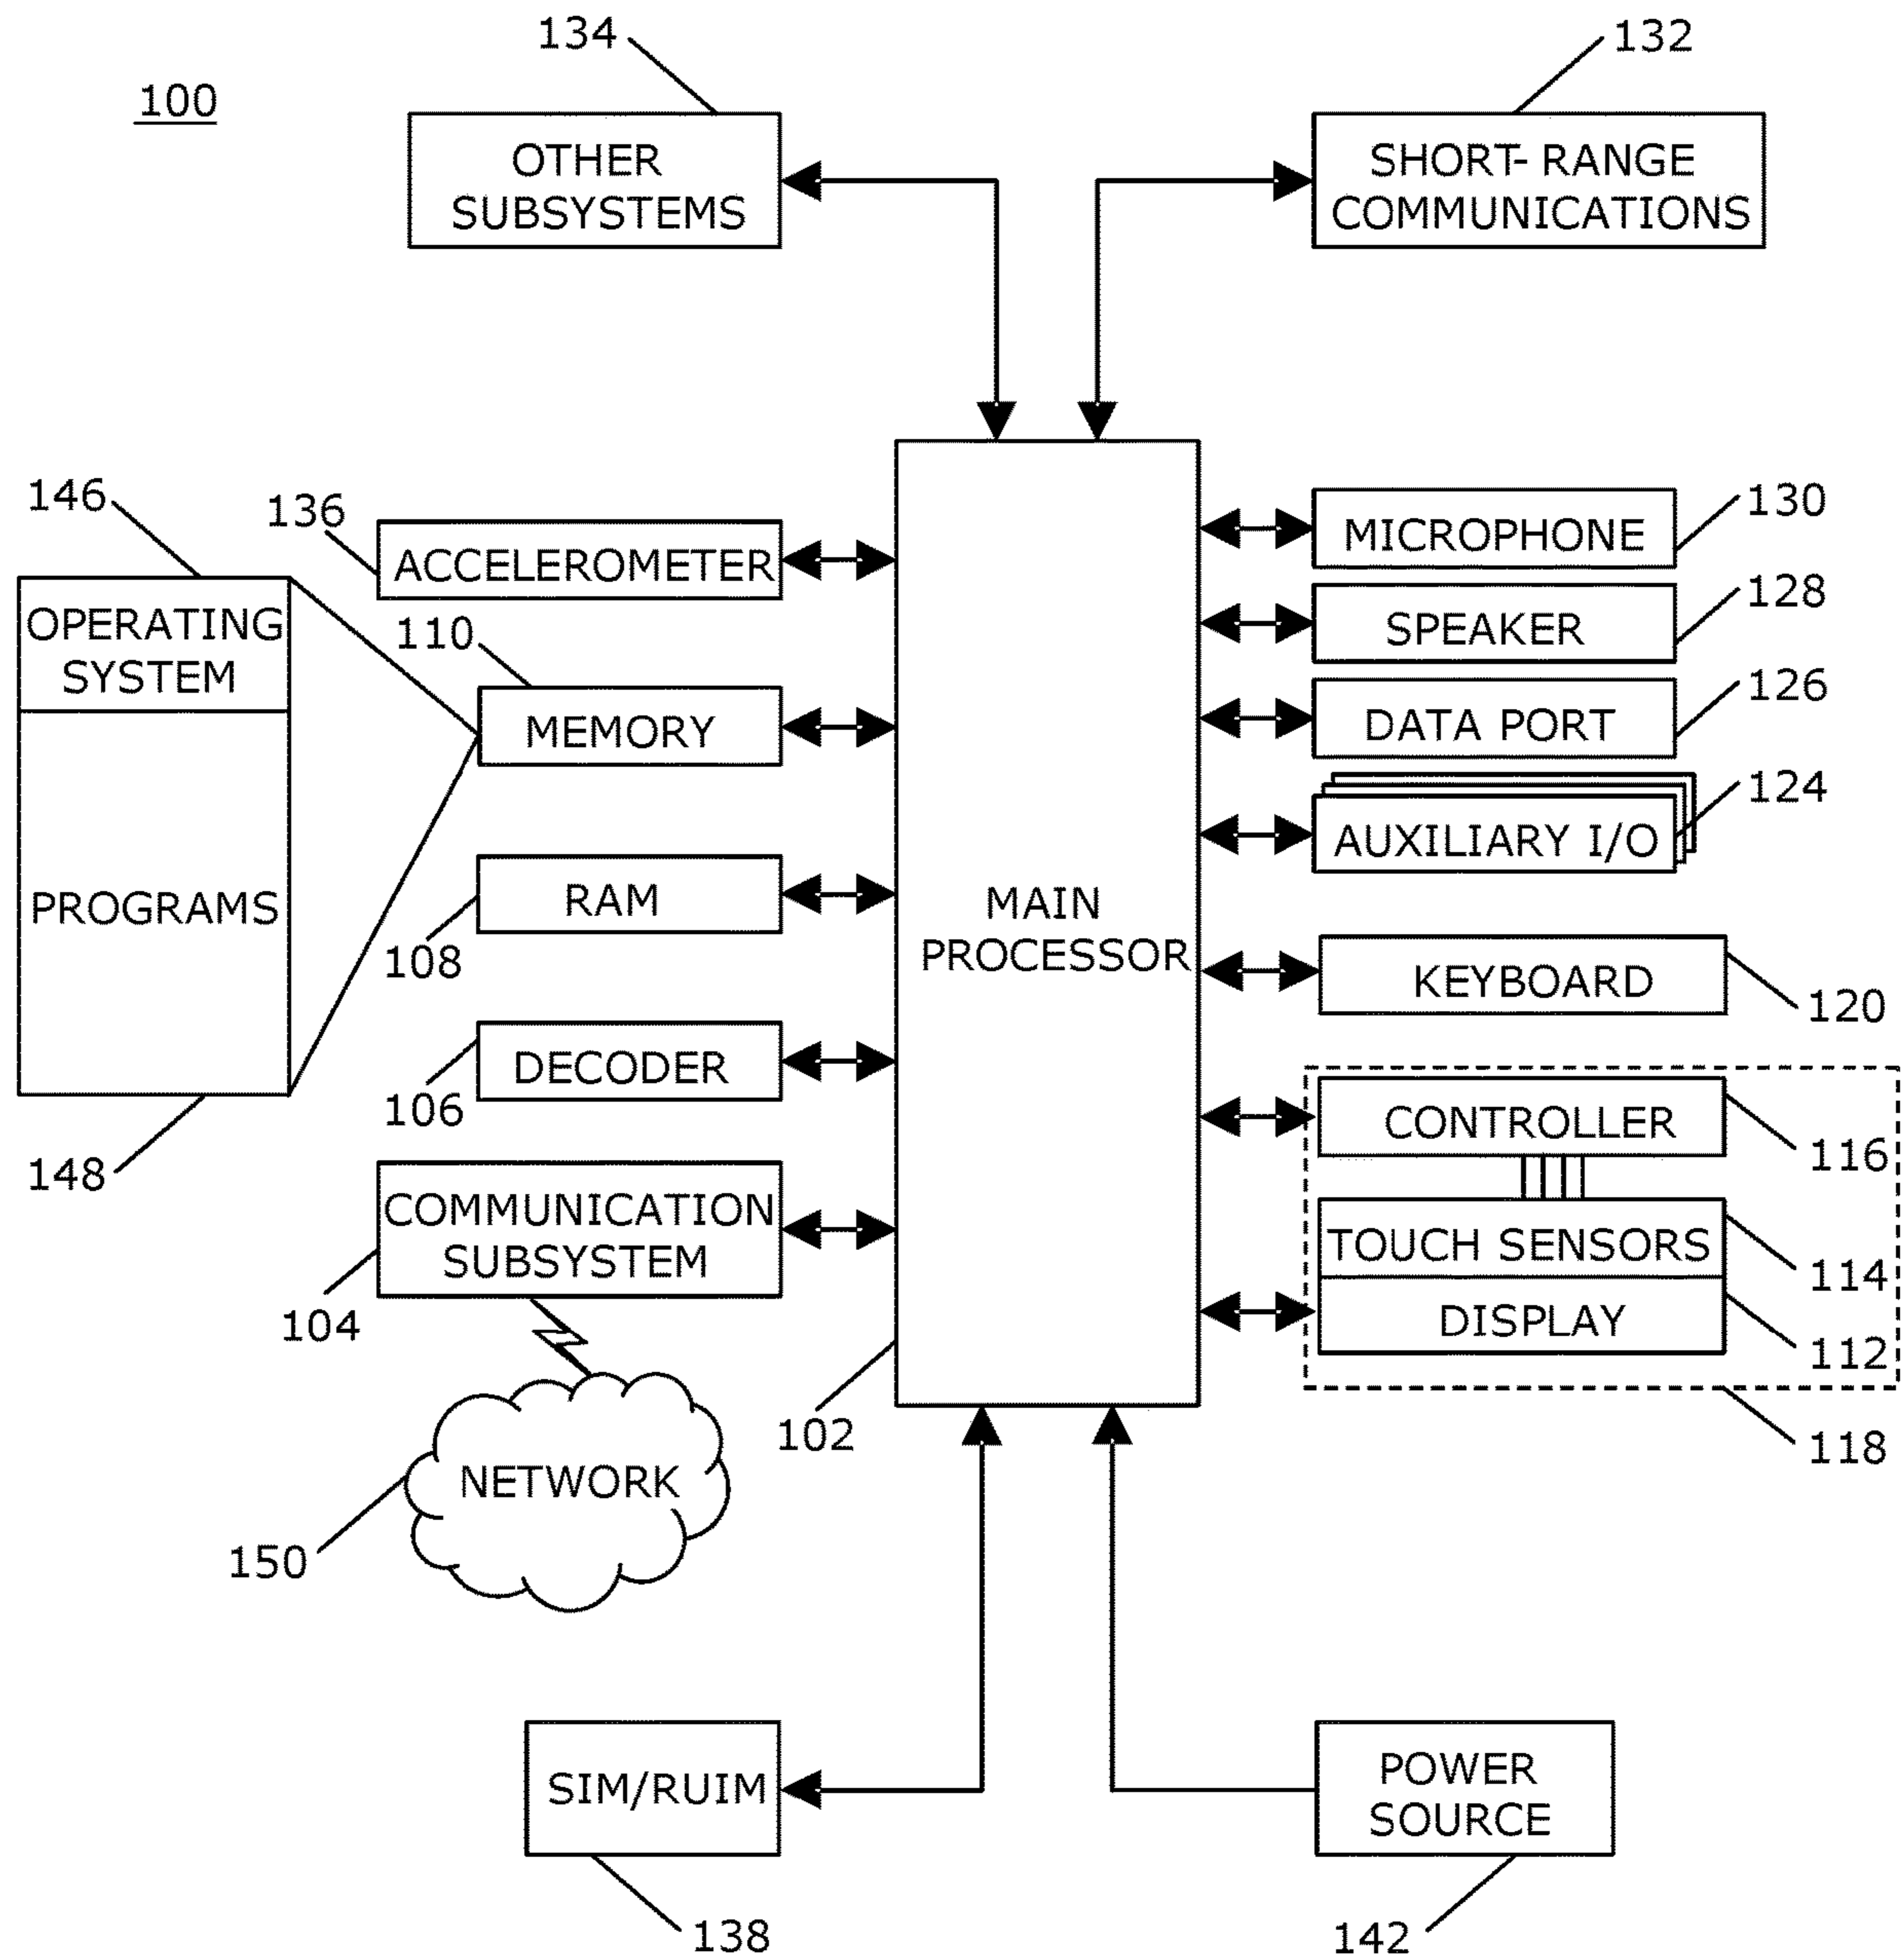 134
132
100
OTHER
SUBSYSTEMS
SHORT-RANGE
COMMUNICATIONS
146
136
ACCELEROMETER
130
MICROPHONE
OPERATING
SYSTEM
110
MEMORY
128
SPEAKER
126
DATA PORT
124
AUXILIARY I/O
PROGRAMS
RAM
108
MAIN
PROCESSOR
KEYBOARD
120
DECODER
106
CONTROLLER
116
148
COMMUNICATION
SUBSYSTEM
104
TOUCH SENSORS
114
DISPLAY
112
102
118
NETWORK
150
SIM/RUIM
138
POWER
SOURCE
142